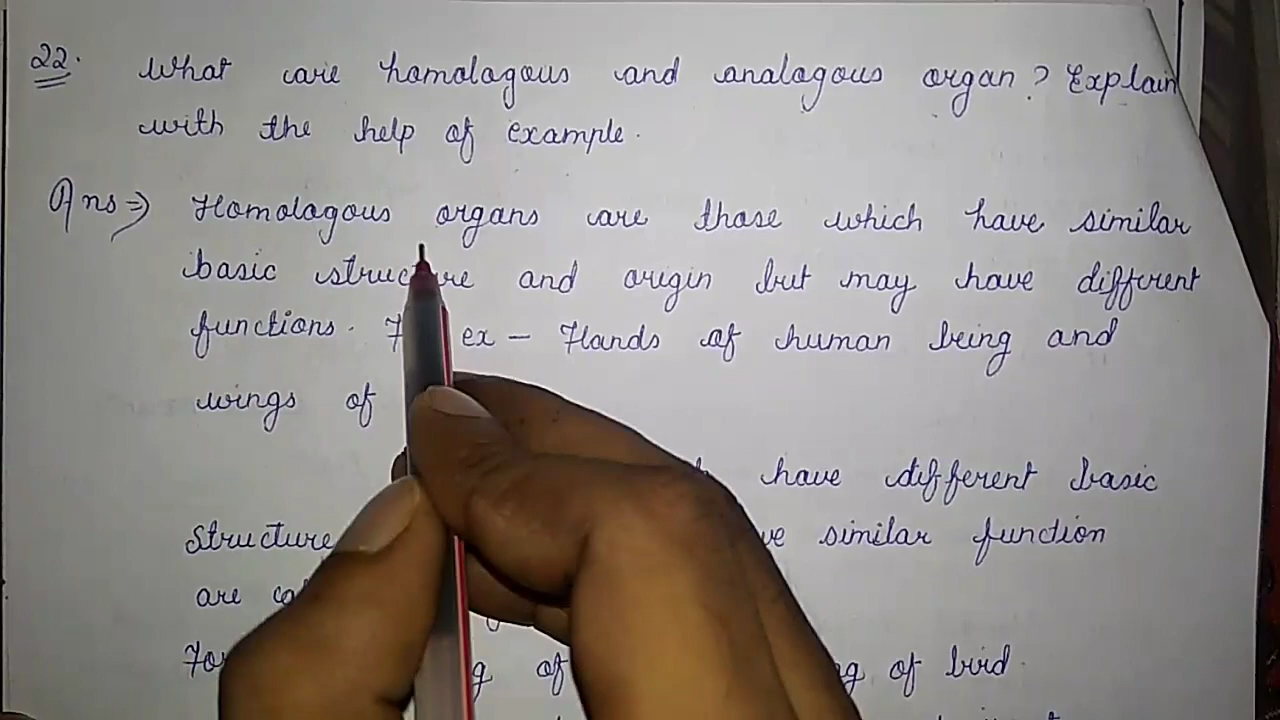 22. What are homologous and analogous organ? Explain
with the help of example.
Ans⇒ Homologous organs are those which have similar
basic structure and origin but may have different
functions. ex – Hands of human being and
wings of
have different basic
structure similar function
are
of of bird.